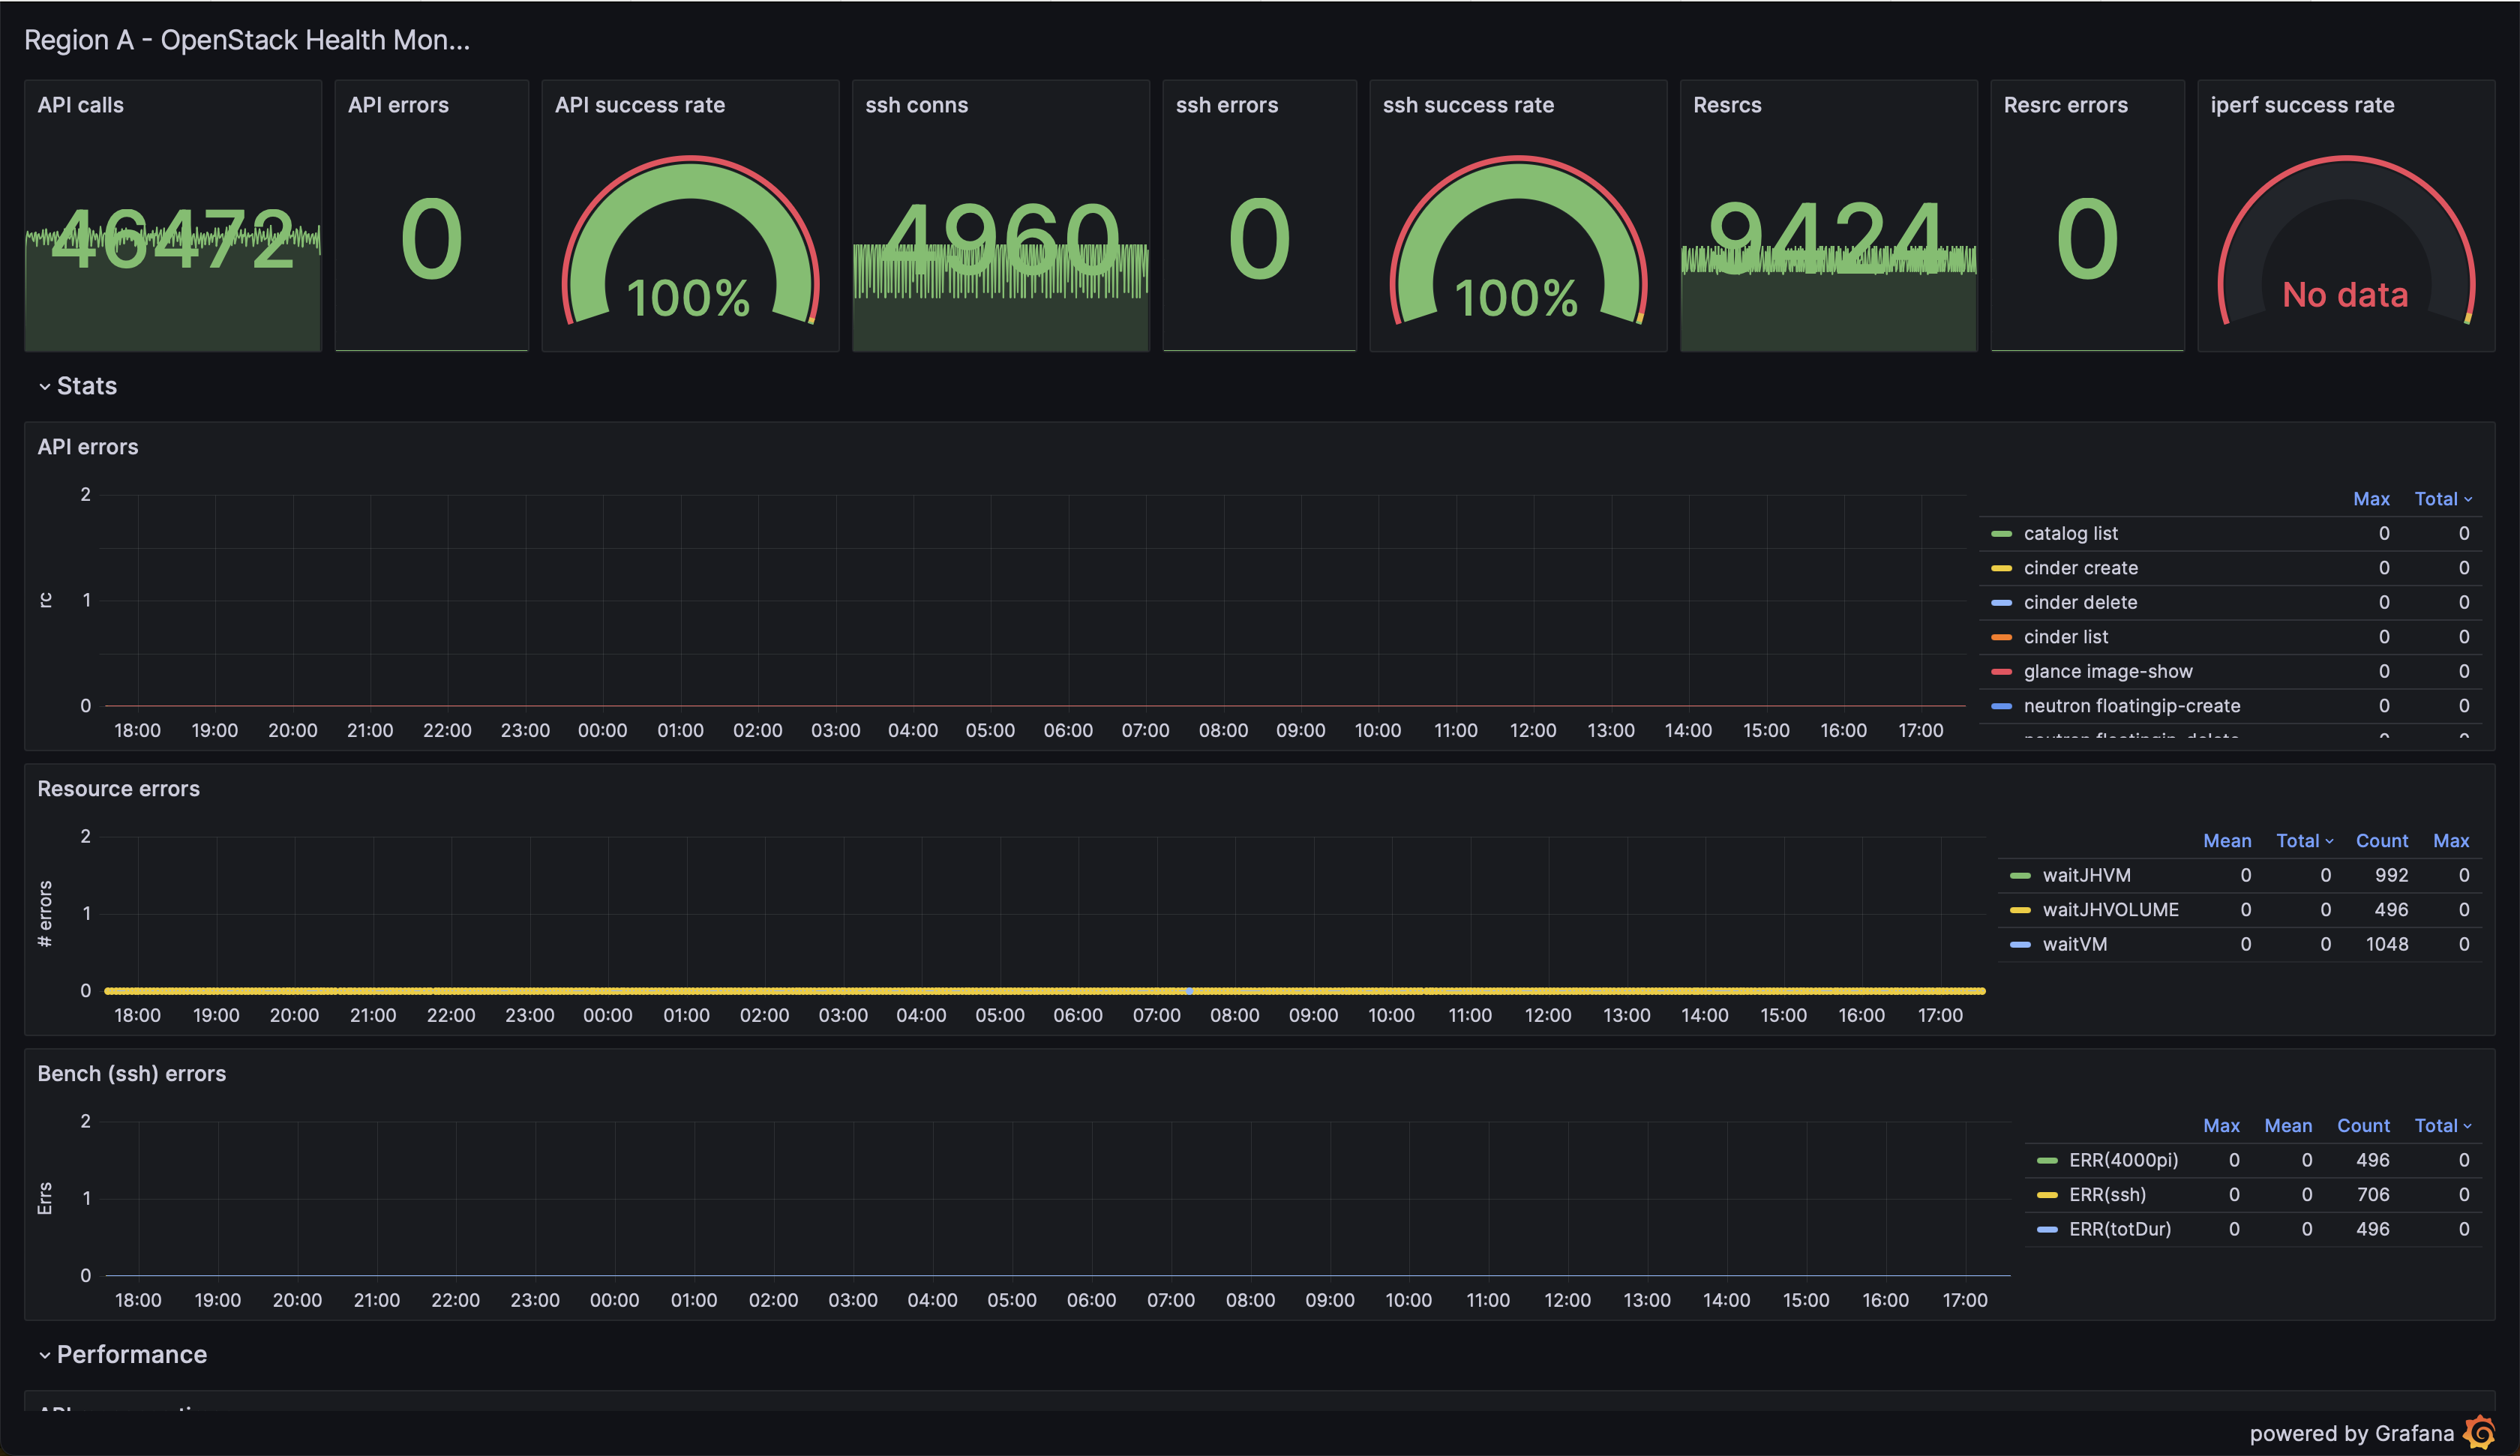 Region A - OpenStack Health Mon...
API calls
46472
API errors
0
API success rate
100%
ssh conns
4960
ssh errors
0
ssh success rate
100%
Resrcs
9424
Resrc errors
0
iperf success rate
No data
Stats
API errors
rc
2
1
0
18:00 19:00 20:00 21:00 22:00 23:00 00:00 01:00 02:00 03:00 04:00 05:00 06:00 07:00 08:00 09:00 10:00 11:00 12:00 13:00 14:00 15:00 16:00 17:00
Max Total
catalog list 0 0
cinder create 0 0
cinder delete 0 0
cinder list 0 0
glance image-show 0 0
neutron floatingip-create 0 0
Resource errors
# errors
2
1
0
18:00 19:00 20:00 21:00 22:00 23:00 00:00 01:00 02:00 03:00 04:00 05:00 06:00 07:00 08:00 09:00 10:00 11:00 12:00 13:00 14:00 15:00 16:00 17:00
Mean Total Count Max
waitJHVM 0 0 992 0
waitJHVOLUME 0 0 496 0
waitVM 0 0 1048 0
Bench (ssh) errors
Errs
2
1
0
18:00 19:00 20:00 21:00 22:00 23:00 00:00 01:00 02:00 03:00 04:00 05:00 06:00 07:00 08:00 09:00 10:00 11:00 12:00 13:00 14:00 15:00 16:00 17:00
Max Mean Count Total
ERR(4000pi) 0 0 496 0
ERR(ssh) 0 0 706 0
ERR(totDur) 0 0 496 0
Performance
powered by Grafana